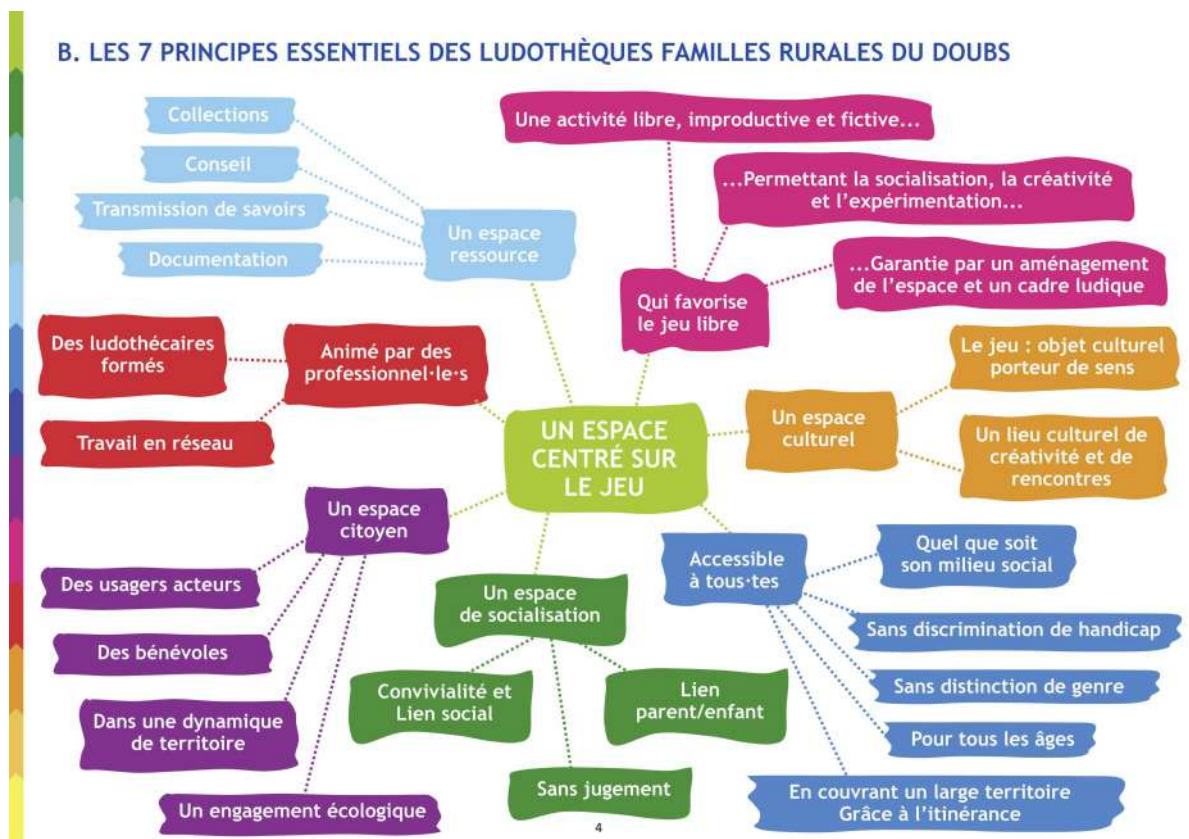 B. LES 7 PRINCIPES ESSENTIELS DES LUDOTHÈQUES FAMILLES RURALES DU DOUBS
Collections
Conseil
Transmission de savoirs
Documentation
Un espace
ressource
Une activité libre, improductive et fictive...
...Permettant la socialisation, la créativité
et l'expérimentation...
...Garantie par un aménagement
de l'espace et un cadre ludique
Qui favorise
le jeu libre
Des ludothécaires
formés
Travail en réseau
Animé par des
professionnel·le·s
UN ESPACE
CENTRÉ SUR
LE JEU
Un espace
culturel
Le jeu : objet culturel
porteur de sens
Un lieu culturel de
créativité et de
rencontres
Un espace
citoyen
Des usagers acteurs
Des bénévoles
Dans une dynamique
de territoire
Un engagement écologique
Un espace
de socialisation
Convivialité et
Lien social
Sans jugement
Lien
parent/enfant
Accessible
à tous·tes
Quel que soit
son milieu social
Sans discrimination de handicap
Sans distinction de genre
Pour tous les âges
En couvrant un large territoire
Grâce à l'itinérance
4